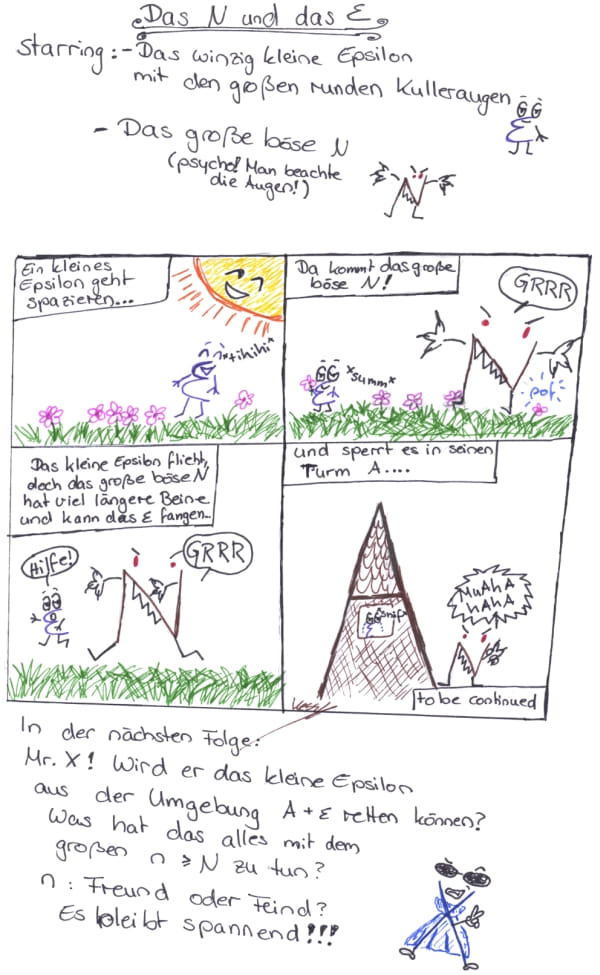 Das N und das ε
Starring: - Das winzig kleine Epsilon
mit den großen runden Kulleraugen
- Das große böse N
(psycho! Man beachte
die Augen!)
Ein kleines
Epsilon geht
spazieren...
*tihihi*
Da kommt das große
böse N!
GRRR
*summ*
pof.
Das kleine Epsilon flieht,
doch das große böse N
hat viel längere Beine
und kann das ε fangen...
Hilfe!
GRRR
und sperrt es in seinen
Turm A....
*snif*
MuAhA
hAhA
to be continued
In der nächsten Folge:
Mr. X! Wird er das kleine Epsilon
aus der Umgebung A + ε retten können?
Was hat das alles mit dem
großen n ≥ N zu tun?
n: Freund oder Feind?
Es bleibt spannend!!!